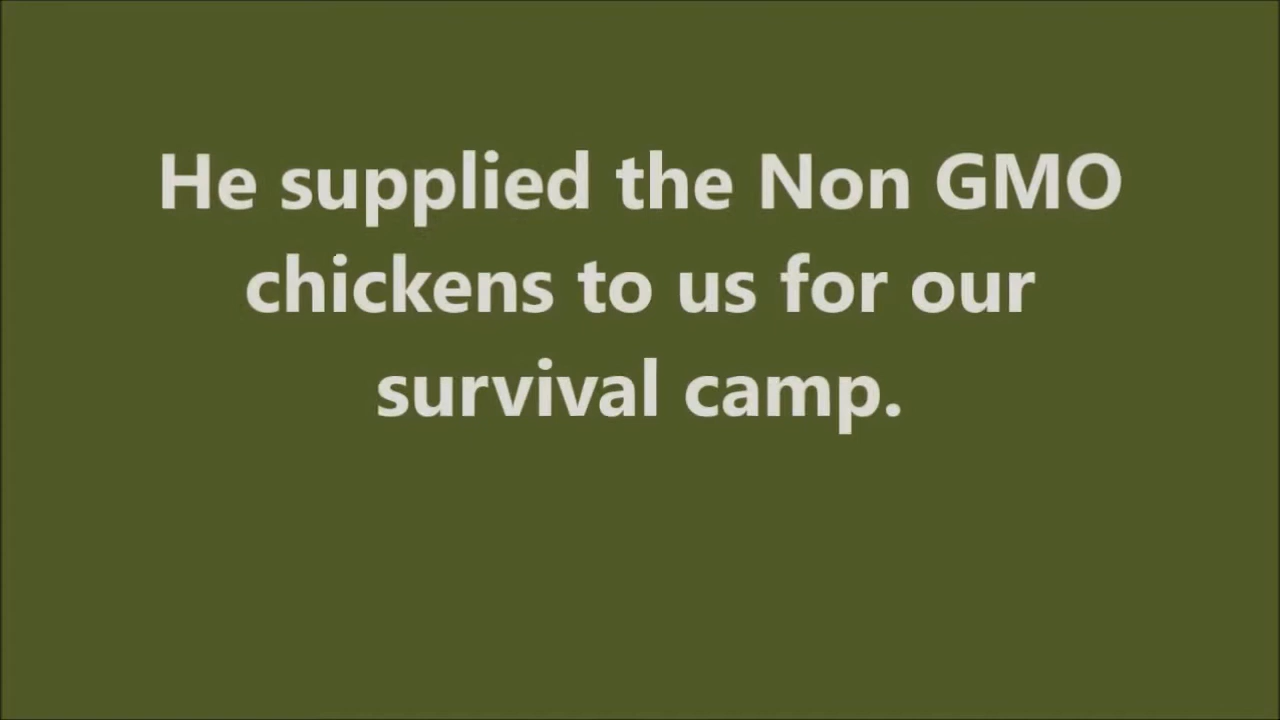 He supplied the Non GMO
chickens to us for our
survival camp.